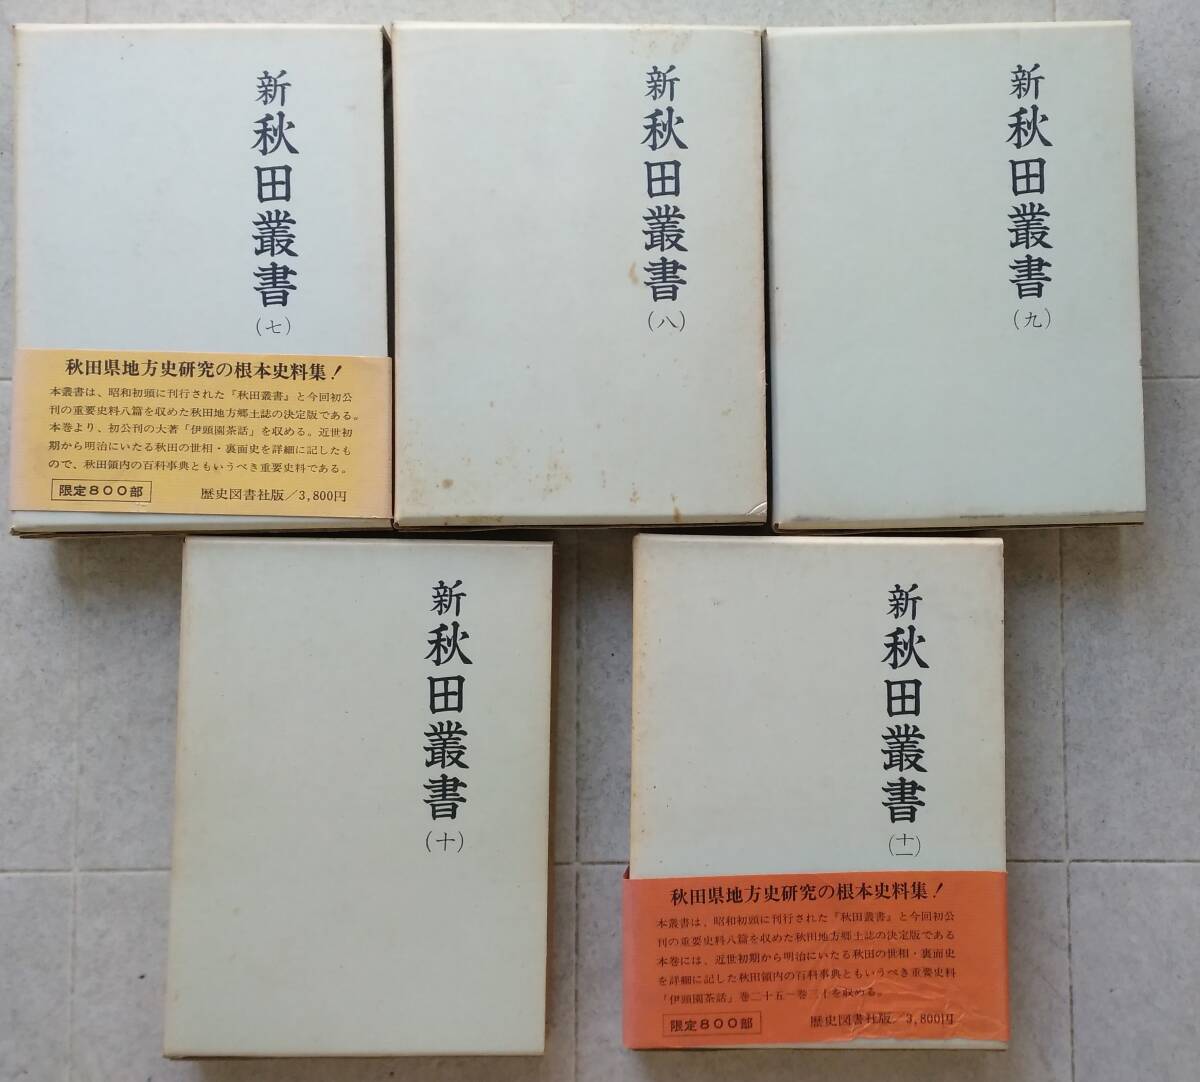 新秋田叢書
(七)
秋田県地方史研究の根本史料集！
本叢書は、昭和初頭に刊行された『秋田叢書』と今回初公
刊の重要史料八篇を収めた秋田地方郷土誌の決定版である。
本巻より、初公刊の大著「伊頭園茶話」を収める。近世初
期から明治にいたる秋田の世相・裏面史を詳細に記したも
ので、秋田領内の百科事典ともいうべき重要史料である。
限定800部
歴史図書社版／3,800円
新秋田叢書
(八)
新秋田叢書
(九)
新秋田叢書
(十)
新秋田叢書
(十一)
秋田県地方史研究の根本史料集！
本叢書は、昭和初頭に刊行された『秋田叢書』と今回初公
刊の重要史料八篇を収めた秋田地方郷土誌の決定版である
本巻には、近世初期から明治にいたる秋田の世相・裏面史
を詳細に記した秋田領内の百科事典ともいうべき重要史料
「伊頭園茶話」巻二十五－巻三十を収める。
限定800部
歴史図書社版／3,800円